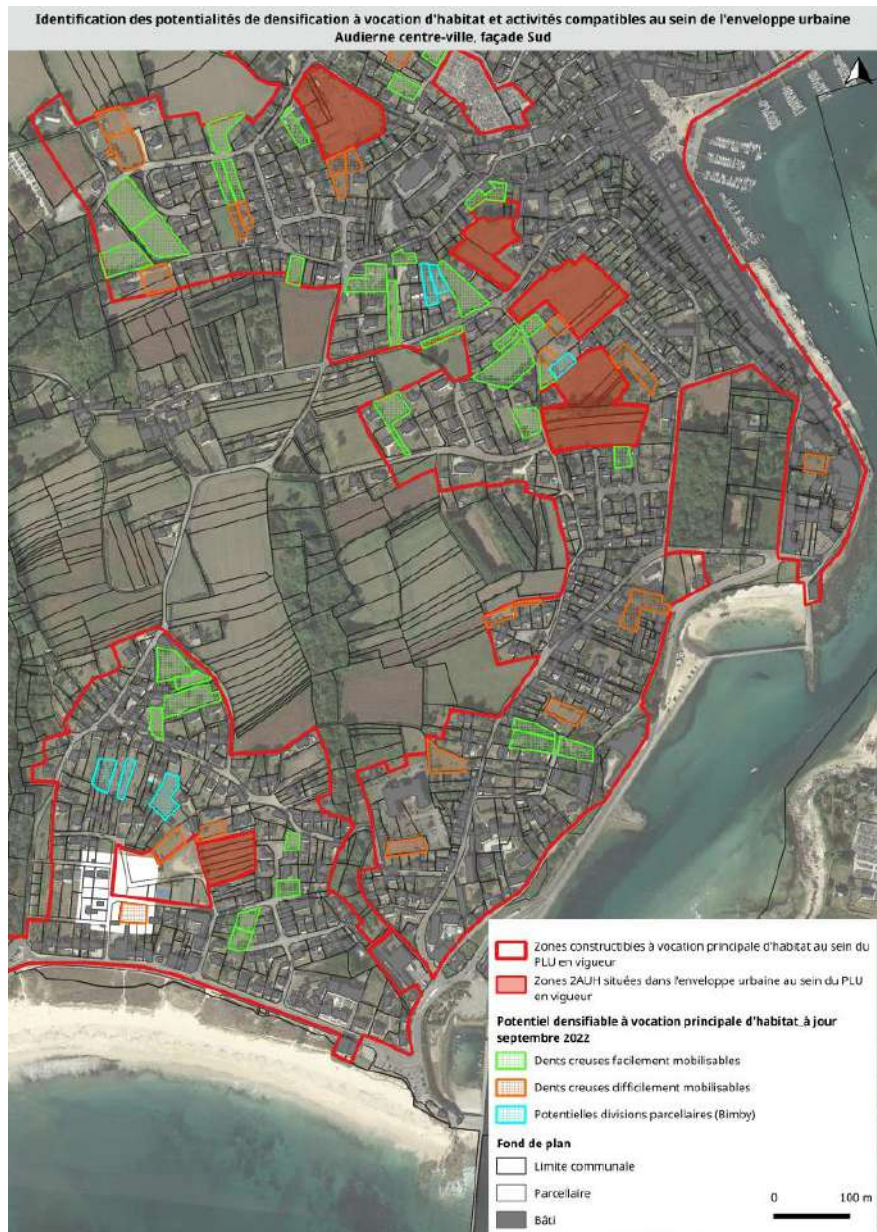 Identification des potentialités de densification à vocation d'habitat et activités compatibles au sein de l'enveloppe urbaine
Audierne centre-ville, façade Sud
Zones constructibles à vocation principale d'habitat au sein du
PLU en vigueur
Zones 2AUH situées dans l'enveloppe urbaine au sein du PLU
en vigueur
Potentiel densifiable à vocation principale d'habitat à jour
septembre 2022
Dents creuses facilement mobilisables
Dents creuses difficilement mobilisables
Potentielles divisions parcellaires (Bimby)
Fond de plan
Limite communale
Parcellaire
Bâti
0 100 m